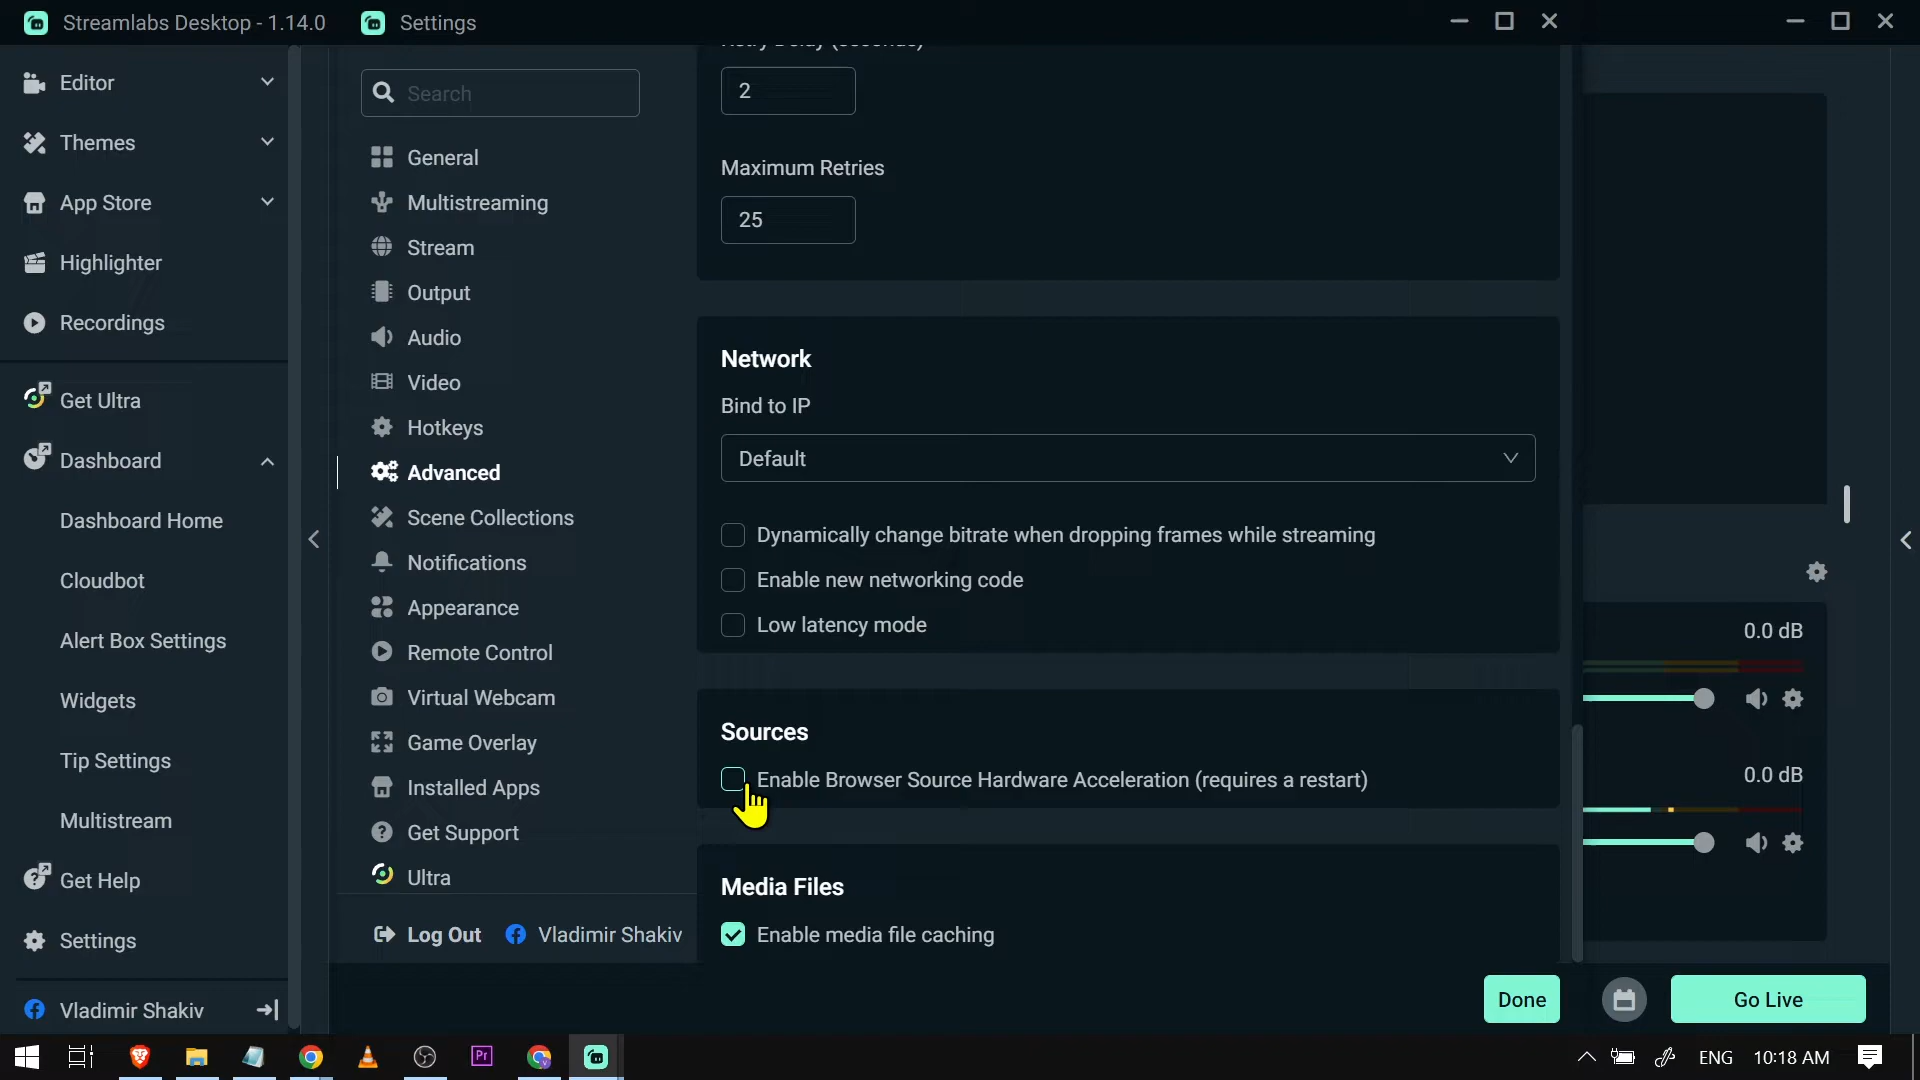 Streamlabs Desktop - 1.14.0
Settings
Editor
Themes
App Store
Highlighter
Recordings
Get Ultra
Dashboard
Dashboard Home
Cloudbot
Alert Box Settings
Widgets
Tip Settings
Multistream
Get Help
Settings
Vladimir Shakiv
Search
General
Multistreaming
Stream
Output
Audio
Video
Hotkeys
Advanced
Scene Collections
Notifications
Appearance
Remote Control
Virtual Webcam
Game Overlay
Installed Apps
Get Support
Ultra
Log Out Vladimir Shakiv
2
Maximum Retries
25
Network
Bind to IP
Default
Dynamically change bitrate when dropping frames while streaming
Enable new networking code
Low latency mode
Sources
Enable Browser Source Hardware Acceleration (requires a restart)
Media Files
Enable media file caching
Done
0.0 dB
0.0 dB
Go Live
Pr
ENG 10:18 AM